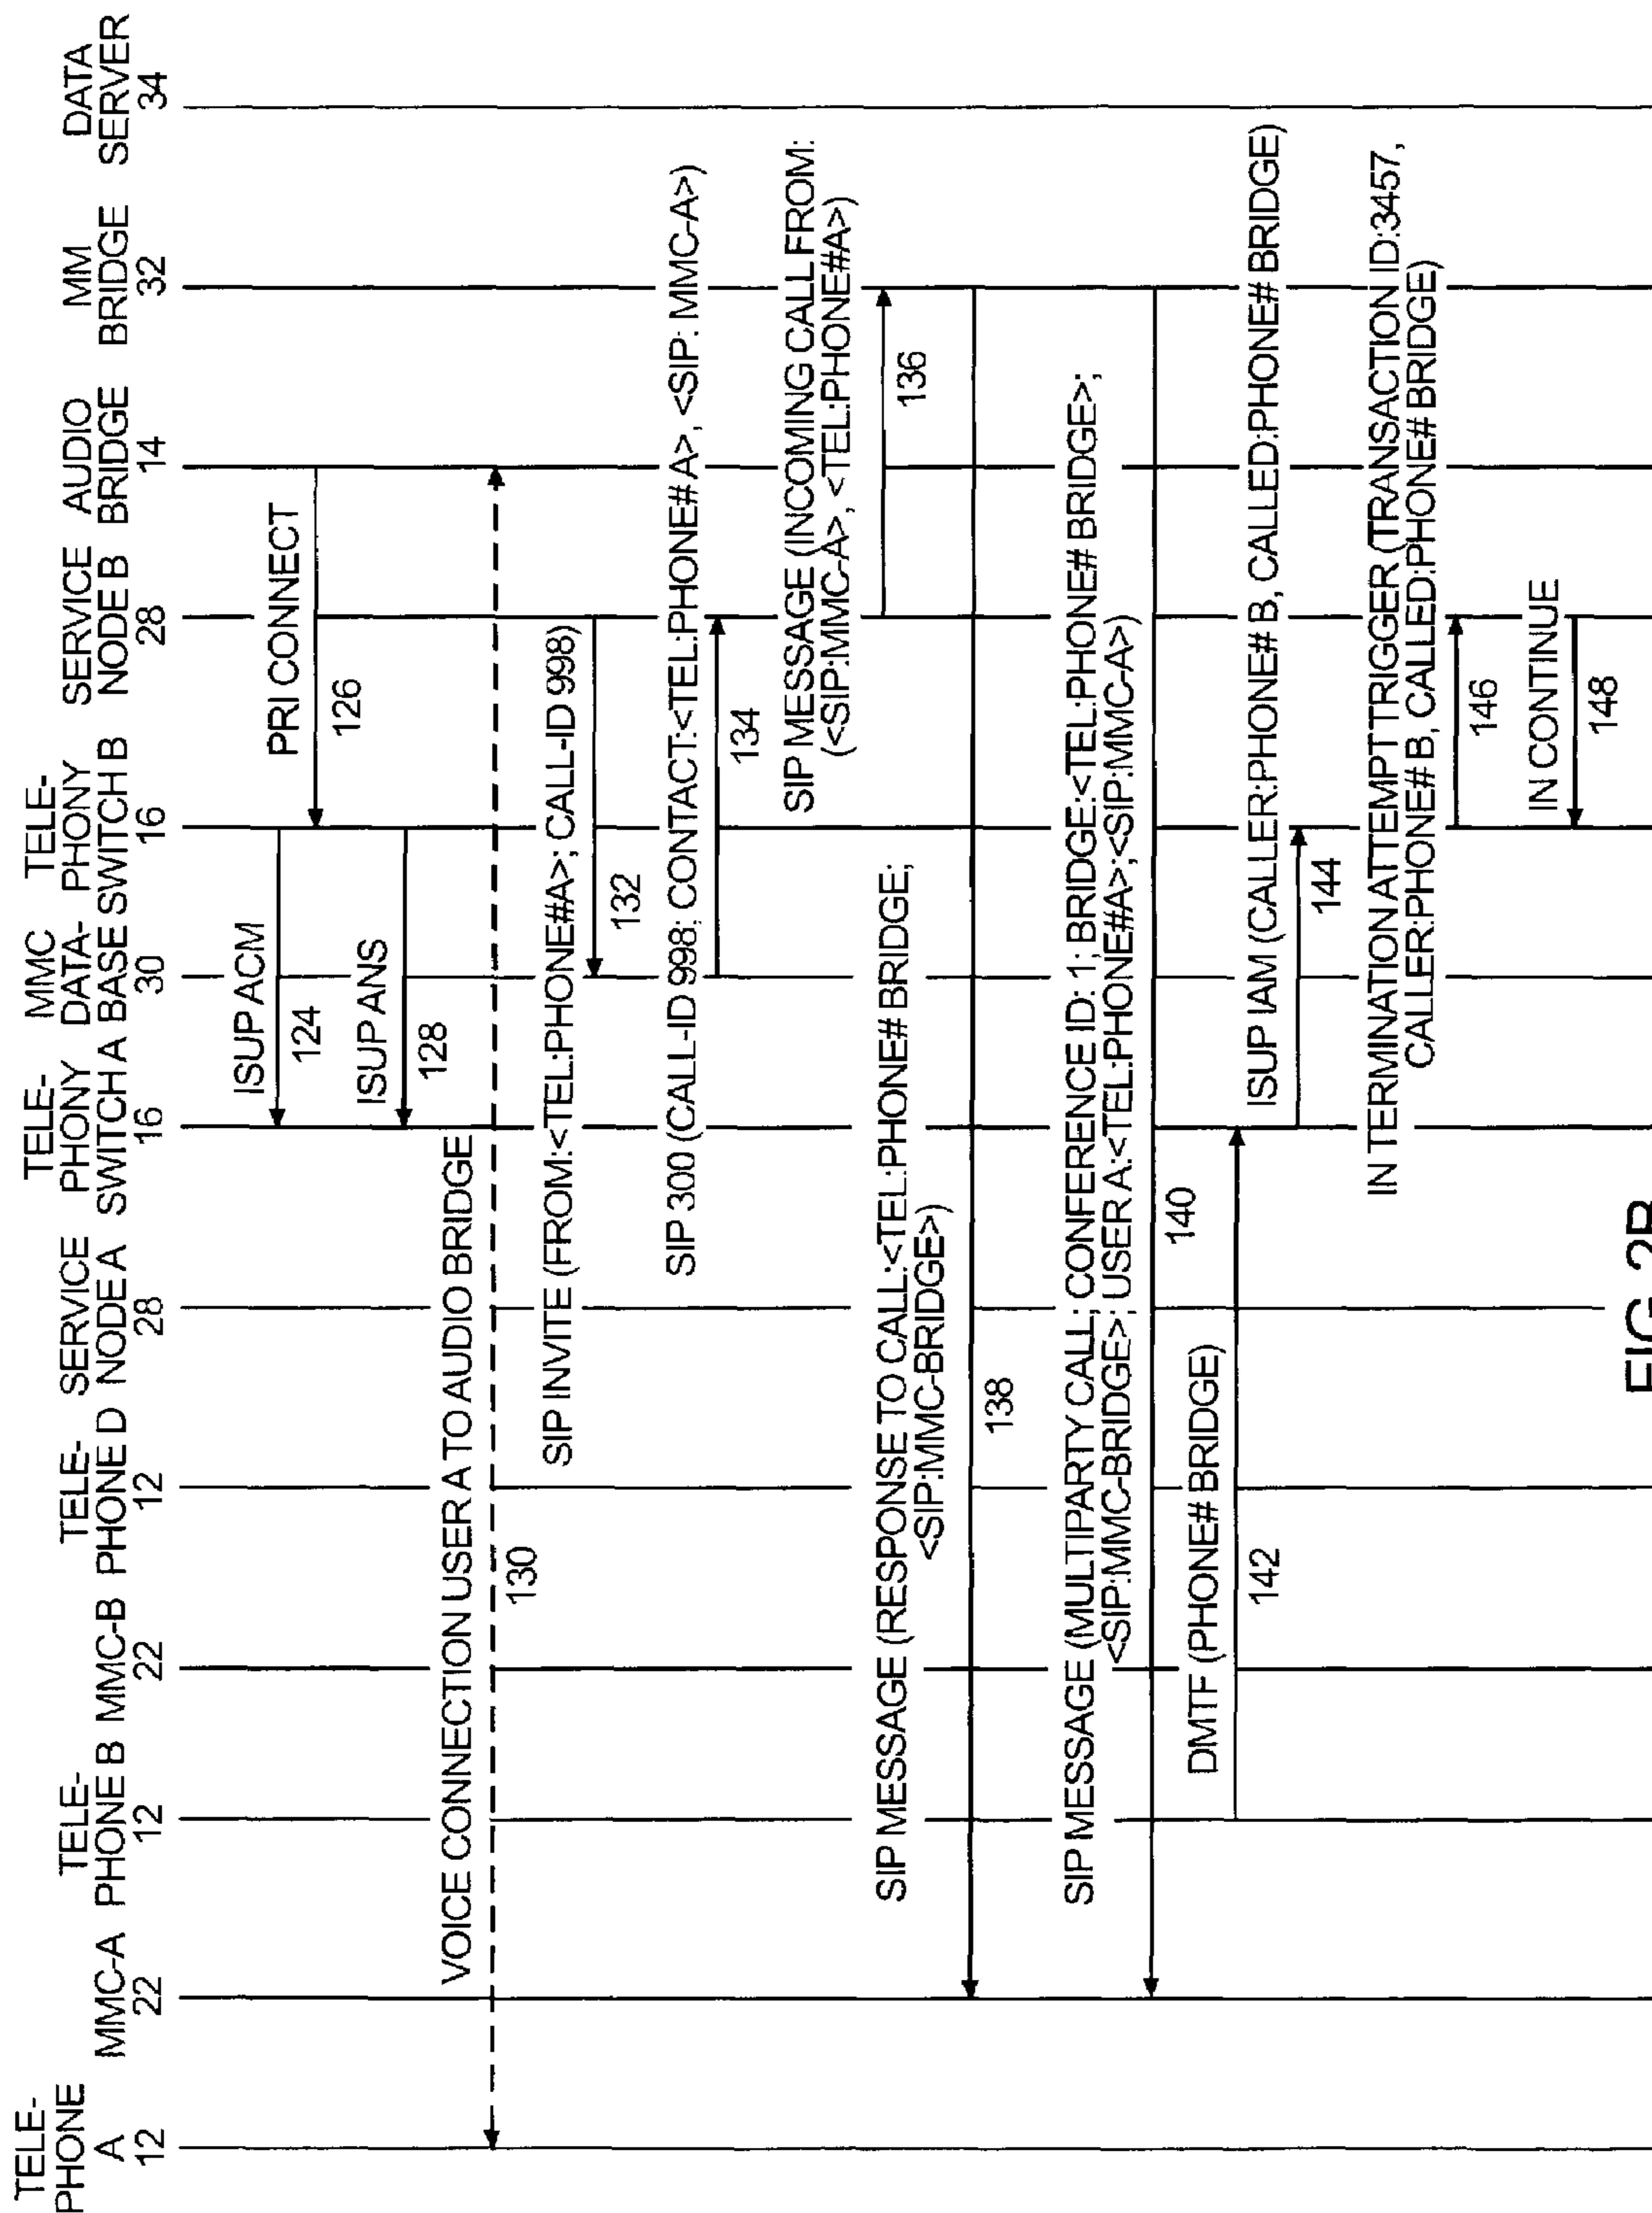 TELE-
PHONE
A
12
MMC-A
22
TELE-
PHONE B
12
MMC-B
22
TELE-
PHONE D
12
SERVICE
NODE A
28
TELE-
PHONY
SWITCH A
16
MMC
DATA-
BASE
30
TELE-
PHONY
SWITCH B
16
SERVICE
NODE B
28
AUDIO
BRIDGE
14
MM
BRIDGE
32
DATA
SERVER
34
ISUP ACM
124
PRI CONNECT
126
ISUP ANS
128
VOICE CONNECTION USER A TO AUDIO BRIDGE
130
SIP INVITE (FROM:<TEL:PHONE#A>; CALL-ID 998)
132
SIP 300 (CALL-ID 998; CONTACT:<TEL:PHONE# A>, <SIP: MMC-A>)
134
SIP MESSAGE (INCOMING CALL FROM:
(<SIP:MMC-A>, <TEL:PHONE#A>)
136
SIP MESSAGE (RESPONSE TO CALL:<TEL:PHONE# BRIDGE;
<SIP:MMC-BRIDGE>)
138
SIP MESSAGE (MULTIPARTY CALL; CONFERENCE ID: 1; BRIDGE:<TEL:PHONE# BRIDGE>;
<SIP:MMC-BRIDGE>; USER A:<TEL:PHONE#A>;<SIP:MMC-A>)
140
DMTF (PHONE# BRIDGE)
142
ISUP IAM (CALLER:PHONE# B, CALLED:PHONE# BRIDGE)
144
IN TERMINATION ATTEMPT TRIGGER (TRANSACTION ID:3457,
CALLER:PHONE# B, CALLED:PHONE# BRIDGE)
146
IN CONTINUE
148
FIG. 2B